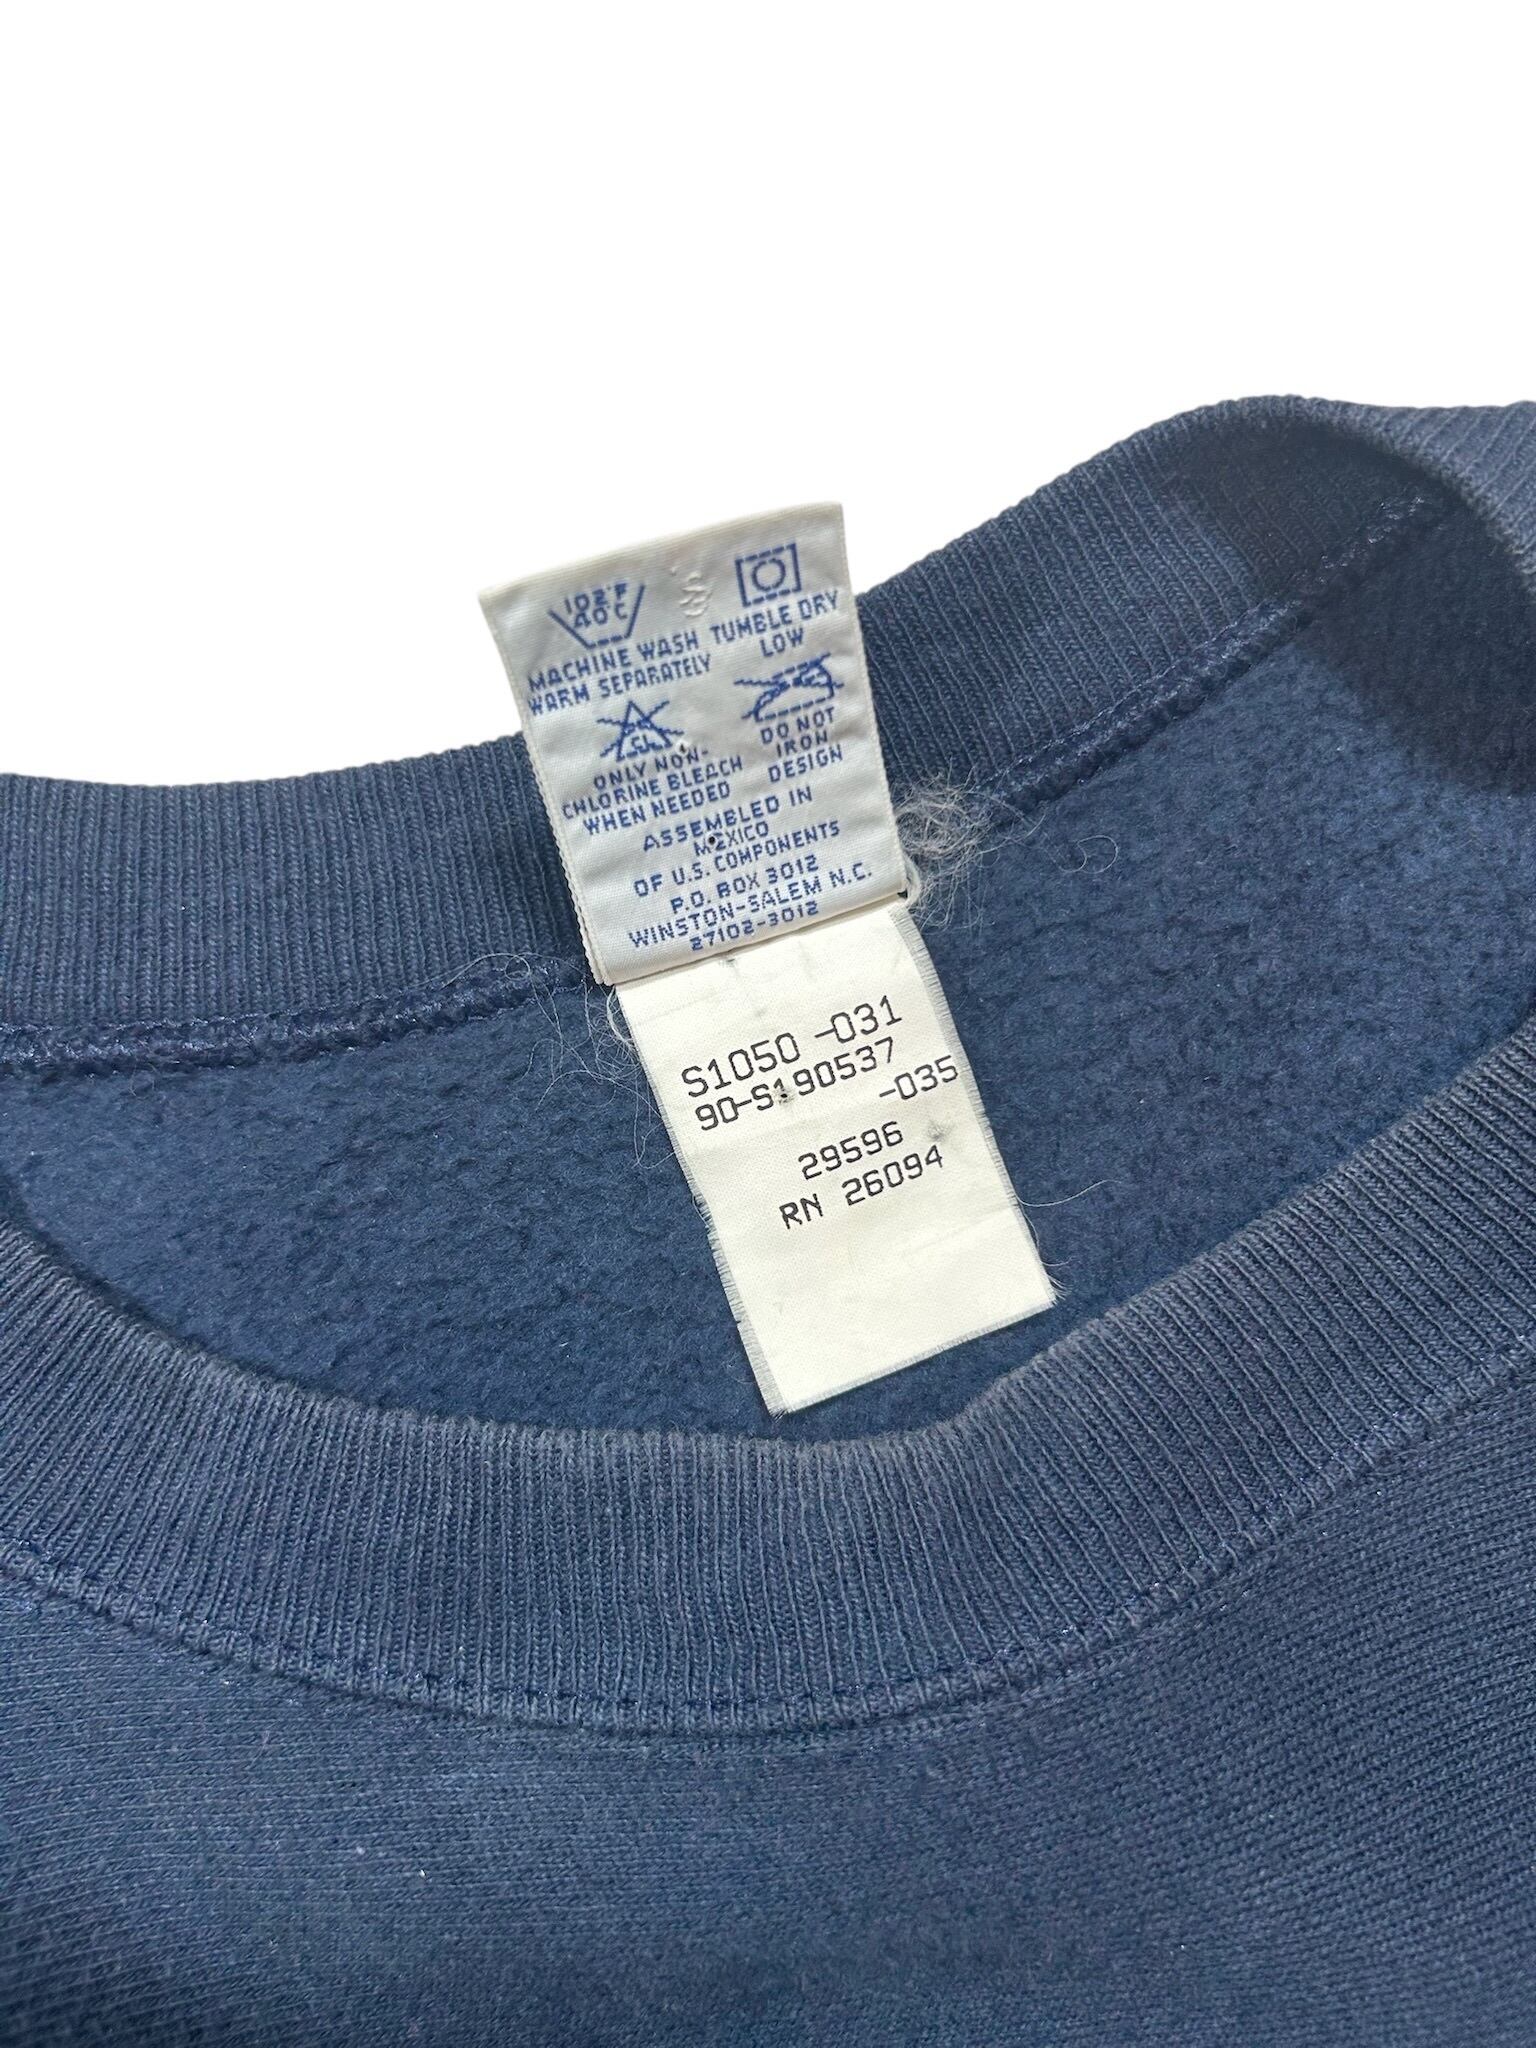 102°F
40°C
MACHINE WASH
WARM SEPARATELY
TUMBLE DRY
LOW
CL
ONLY NON-
CHLORINE BLEACH
WHEN NEEDED
DO NOT
IRON
DESIGN
ASSEMBLED IN
MEXICO
OF U.S. COMPONENTS
P.O. BOX 3012
WINSTON-SALEM N.C.
27102-3012
S1050 -031
90-S190537
-035
29596
RN 26094